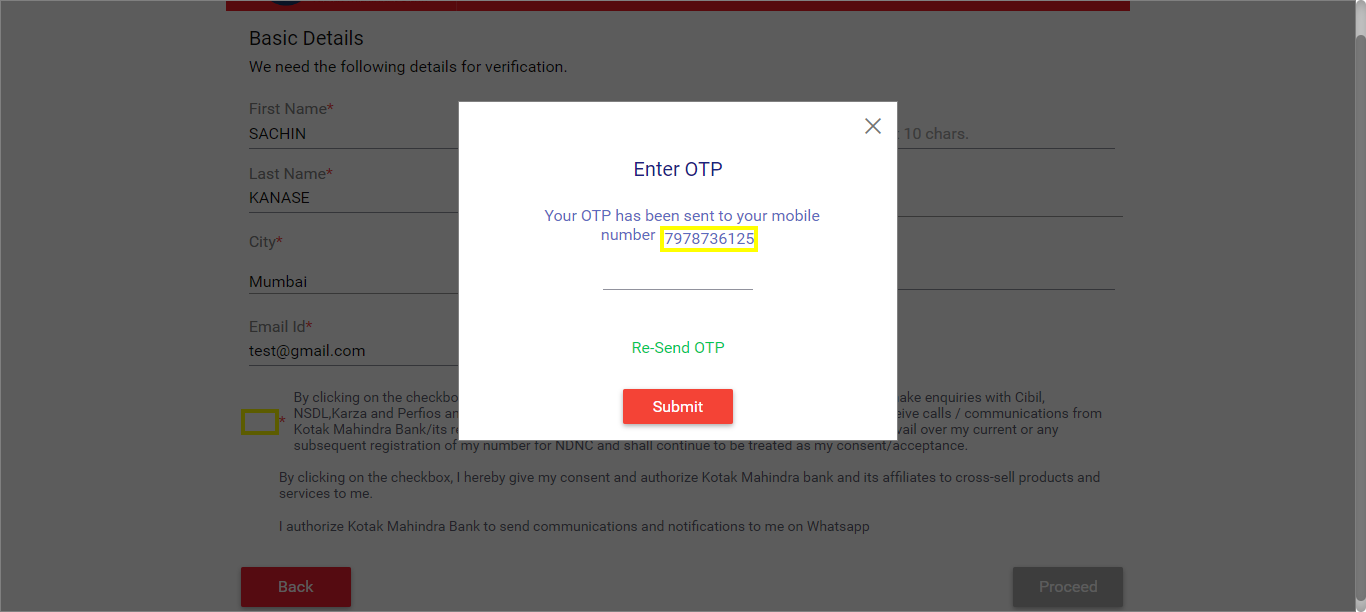 Basic Details
We need the following details for verification.
First Name*
SACHIN
10 chars.
Last Name*
KANASE
City*
Mumbai
Email Id*
test@gmail.com
Enter OTP
Your OTP has been sent to your mobile
number 7978736125
Re-Send OTP
Submit
* By clicking on the checkbo ake enquiries with Cibil,
NSDL,Karza and Perfios an eive calls / communications from
Kotak Mahindra Bank/its re vail over my current or any
subsequent registration of my number for NDNC and shall continue to be treated as my consent/acceptance.
By clicking on the checkbox, I hereby give my consent and authorize Kotak Mahindra bank and its affiliates to cross-sell products and
services to me.
I authorize Kotak Mahindra Bank to send communications and notifications to me on Whatsapp
Back
Proceed